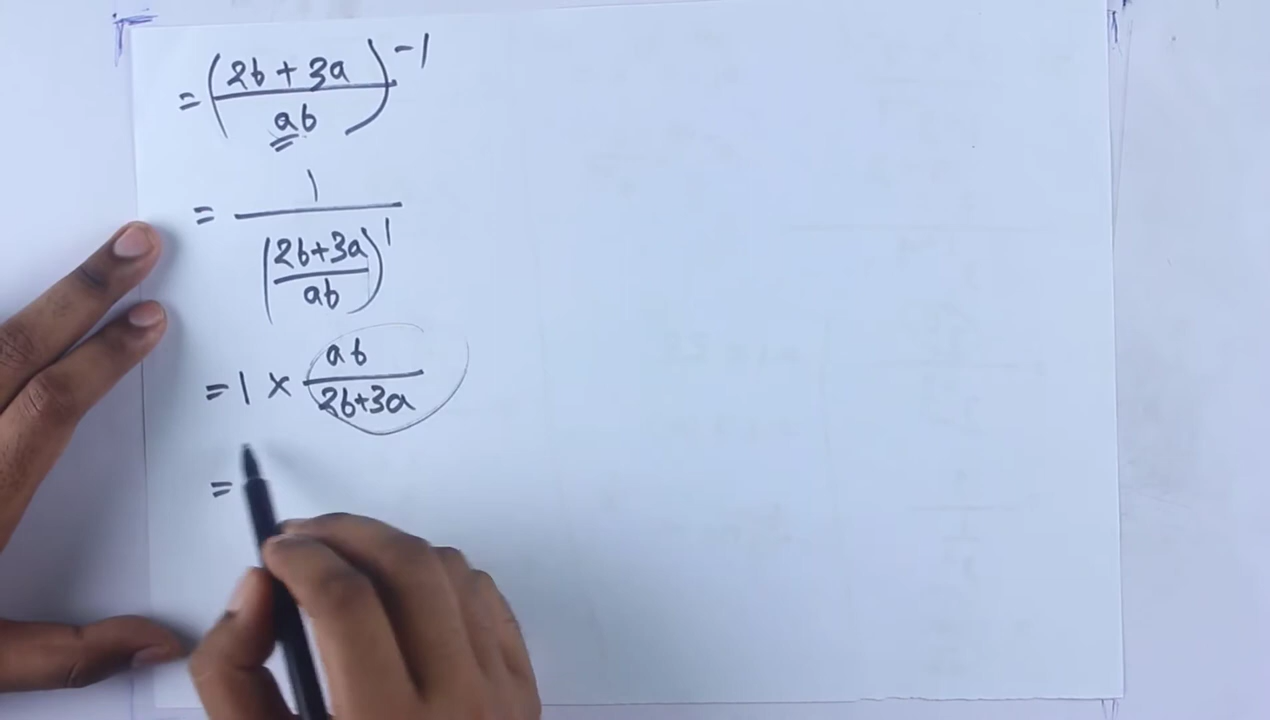 = (2b + 3a / ab)^-1
= 1 / (2b+3a / ab)^1
= 1 × ab / 2b+3a
=